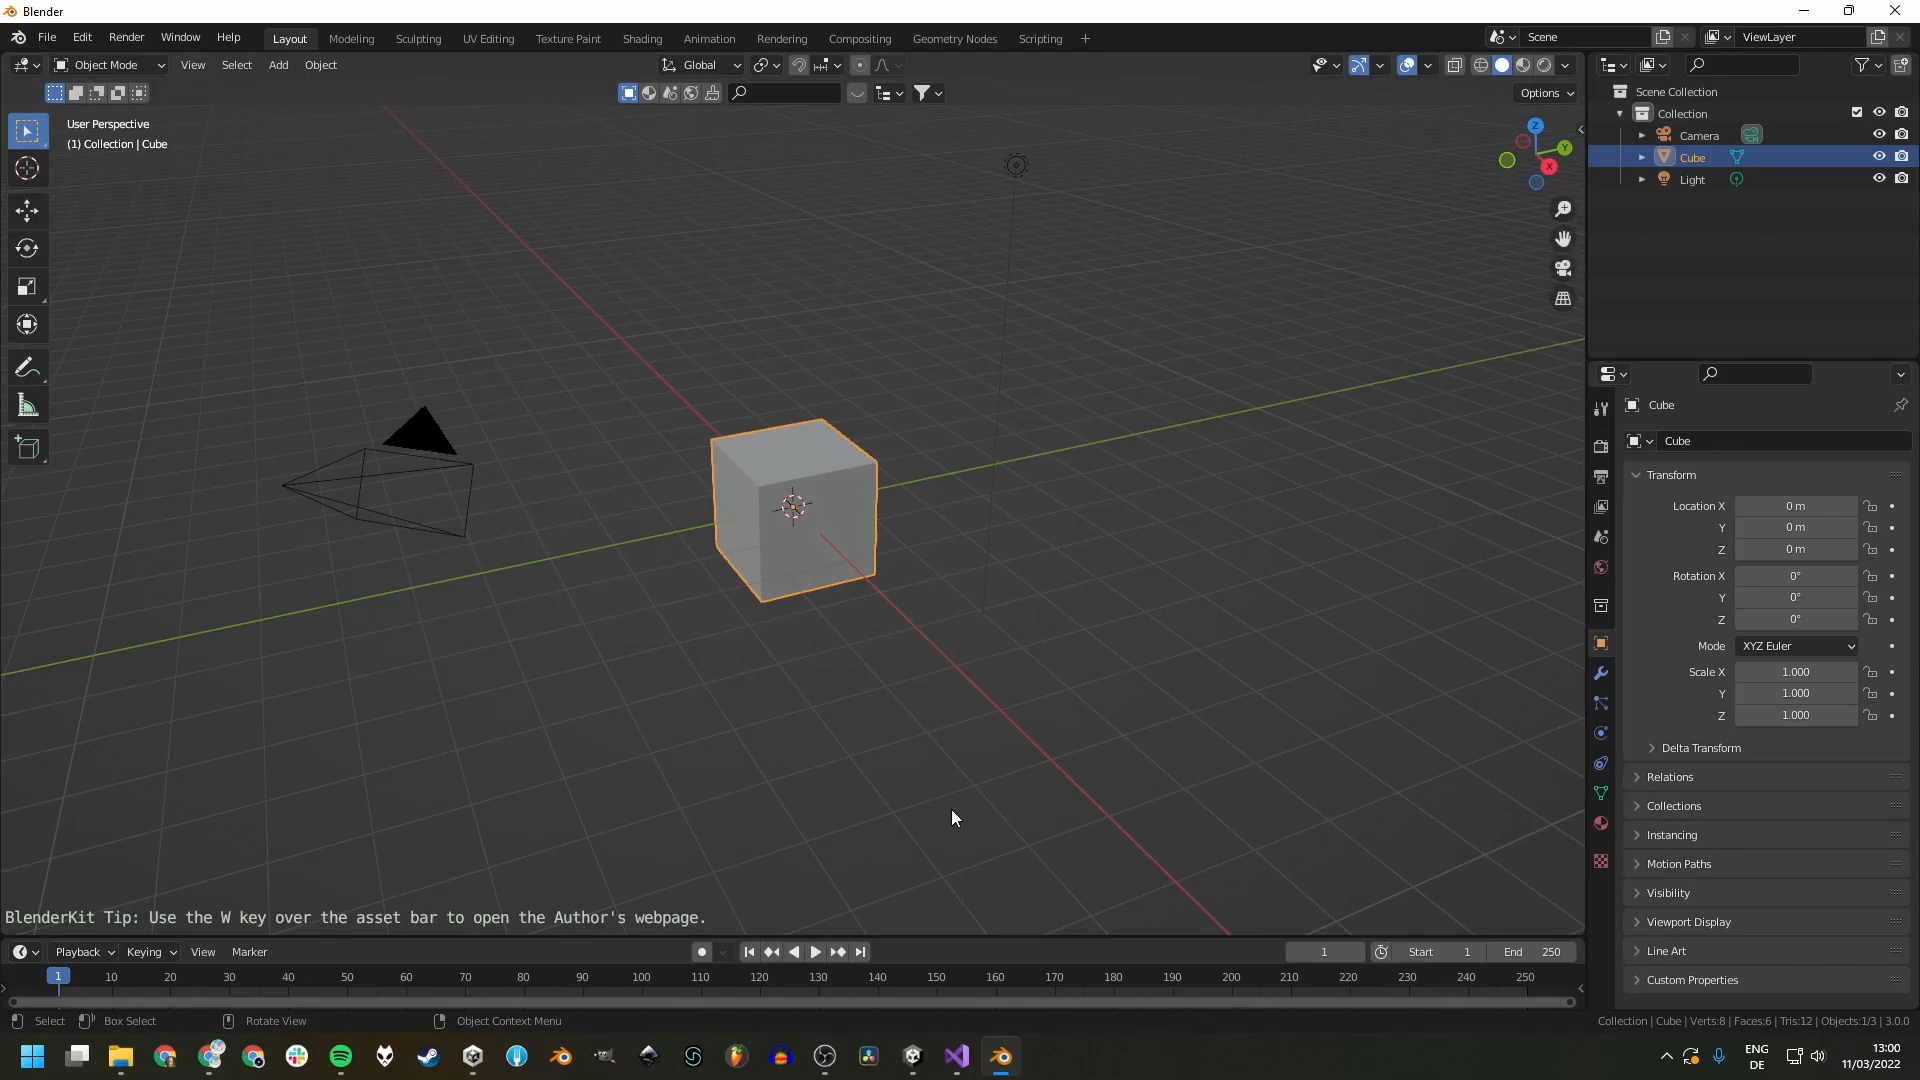 Blender
File Edit Render Window Help Layout Modeling Sculpting UV Editing Texture Paint Shading Animation Rendering Compositing Geometry Nodes Scripting Scene ViewLayer
Object Mode View Select Add Object Global
Options
User Perspective
(1) Collection | Cube
Z
Y
X
Scene Collection
Collection
Camera
Cube
Light
Cube
Cube
Transform
Location X 0 m
Y 0 m
Z 0 m
Rotation X 0°
Y 0°
Z 0°
Mode XYZ Euler
Scale X 1.000
Y 1.000
Z 1.000
Delta Transform
Relations
Collections
Instancing
Motion Paths
Visibility
Viewport Display
Line Art
Custom Properties
BlenderKit Tip: Use the W key over the asset bar to open the Author's webpage.
Playback Keying View Marker 1 Start 1 End 250
1 10 20 30 40 50 60 70 80 90 100 110 120 130 140 150 160 170 180 190 200 210 220 230 240 250
Select Box Select Rotate View Object Context Menu
Collection | Cube | Verts:8 | Faces:6 | Tris:12 | Objects:1/3 | 3.0.0
ENG
DE
13:00
11/03/2022